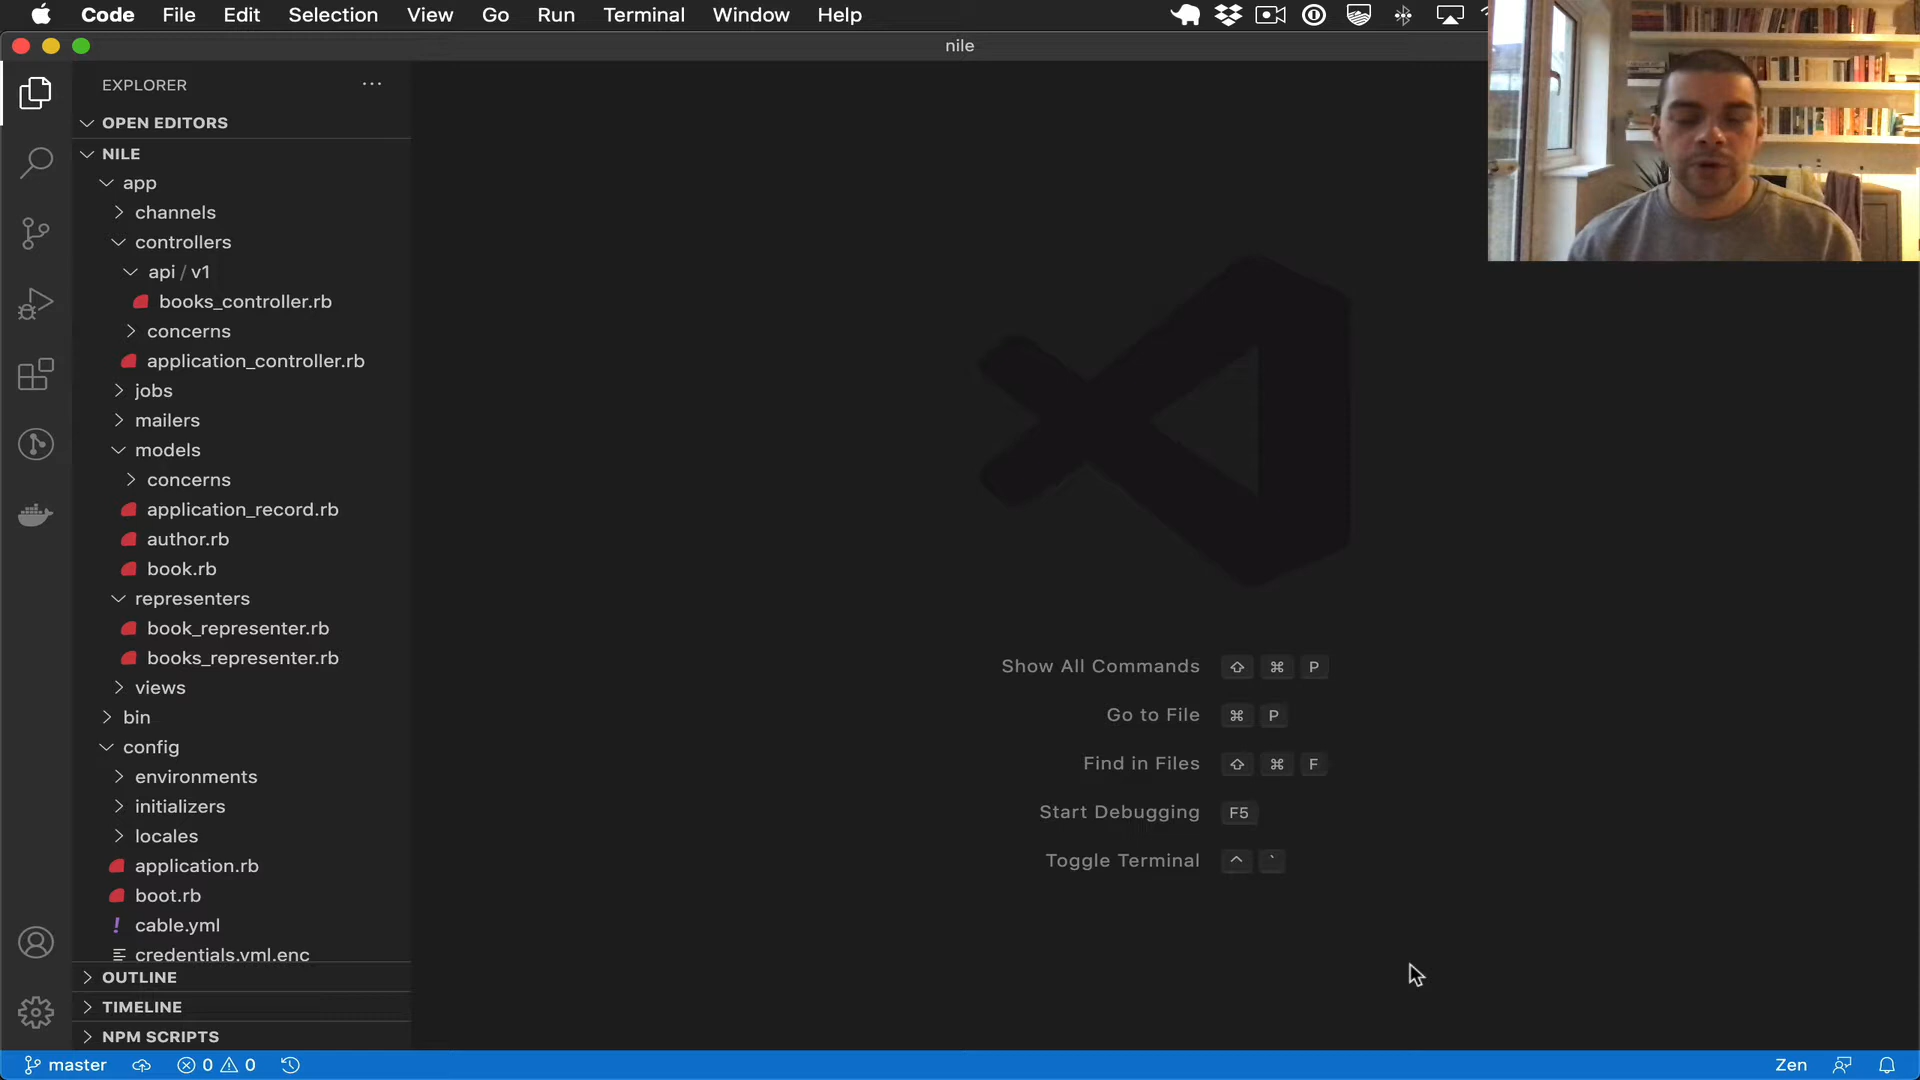 Code File Edit Selection View Go Run Terminal Window Help
nile
EXPLORER
OPEN EDITORS
NILE
app
channels
controllers
api / v1
books_controller.rb
concerns
application_controller.rb
jobs
mailers
models
concerns
application_record.rb
author.rb
book.rb
representers
book_representer.rb
books_representer.rb
views
bin
config
environments
initializers
locales
application.rb
boot.rb
! cable.yml
credentials.yml.enc
OUTLINE
TIMELINE
NPM SCRIPTS
Show All Commands ⇧ ⌘ P
Go to File ⌘ P
Find in Files ⇧ ⌘ F
Start Debugging F5
Toggle Terminal ^ `
master 0 0 Zen